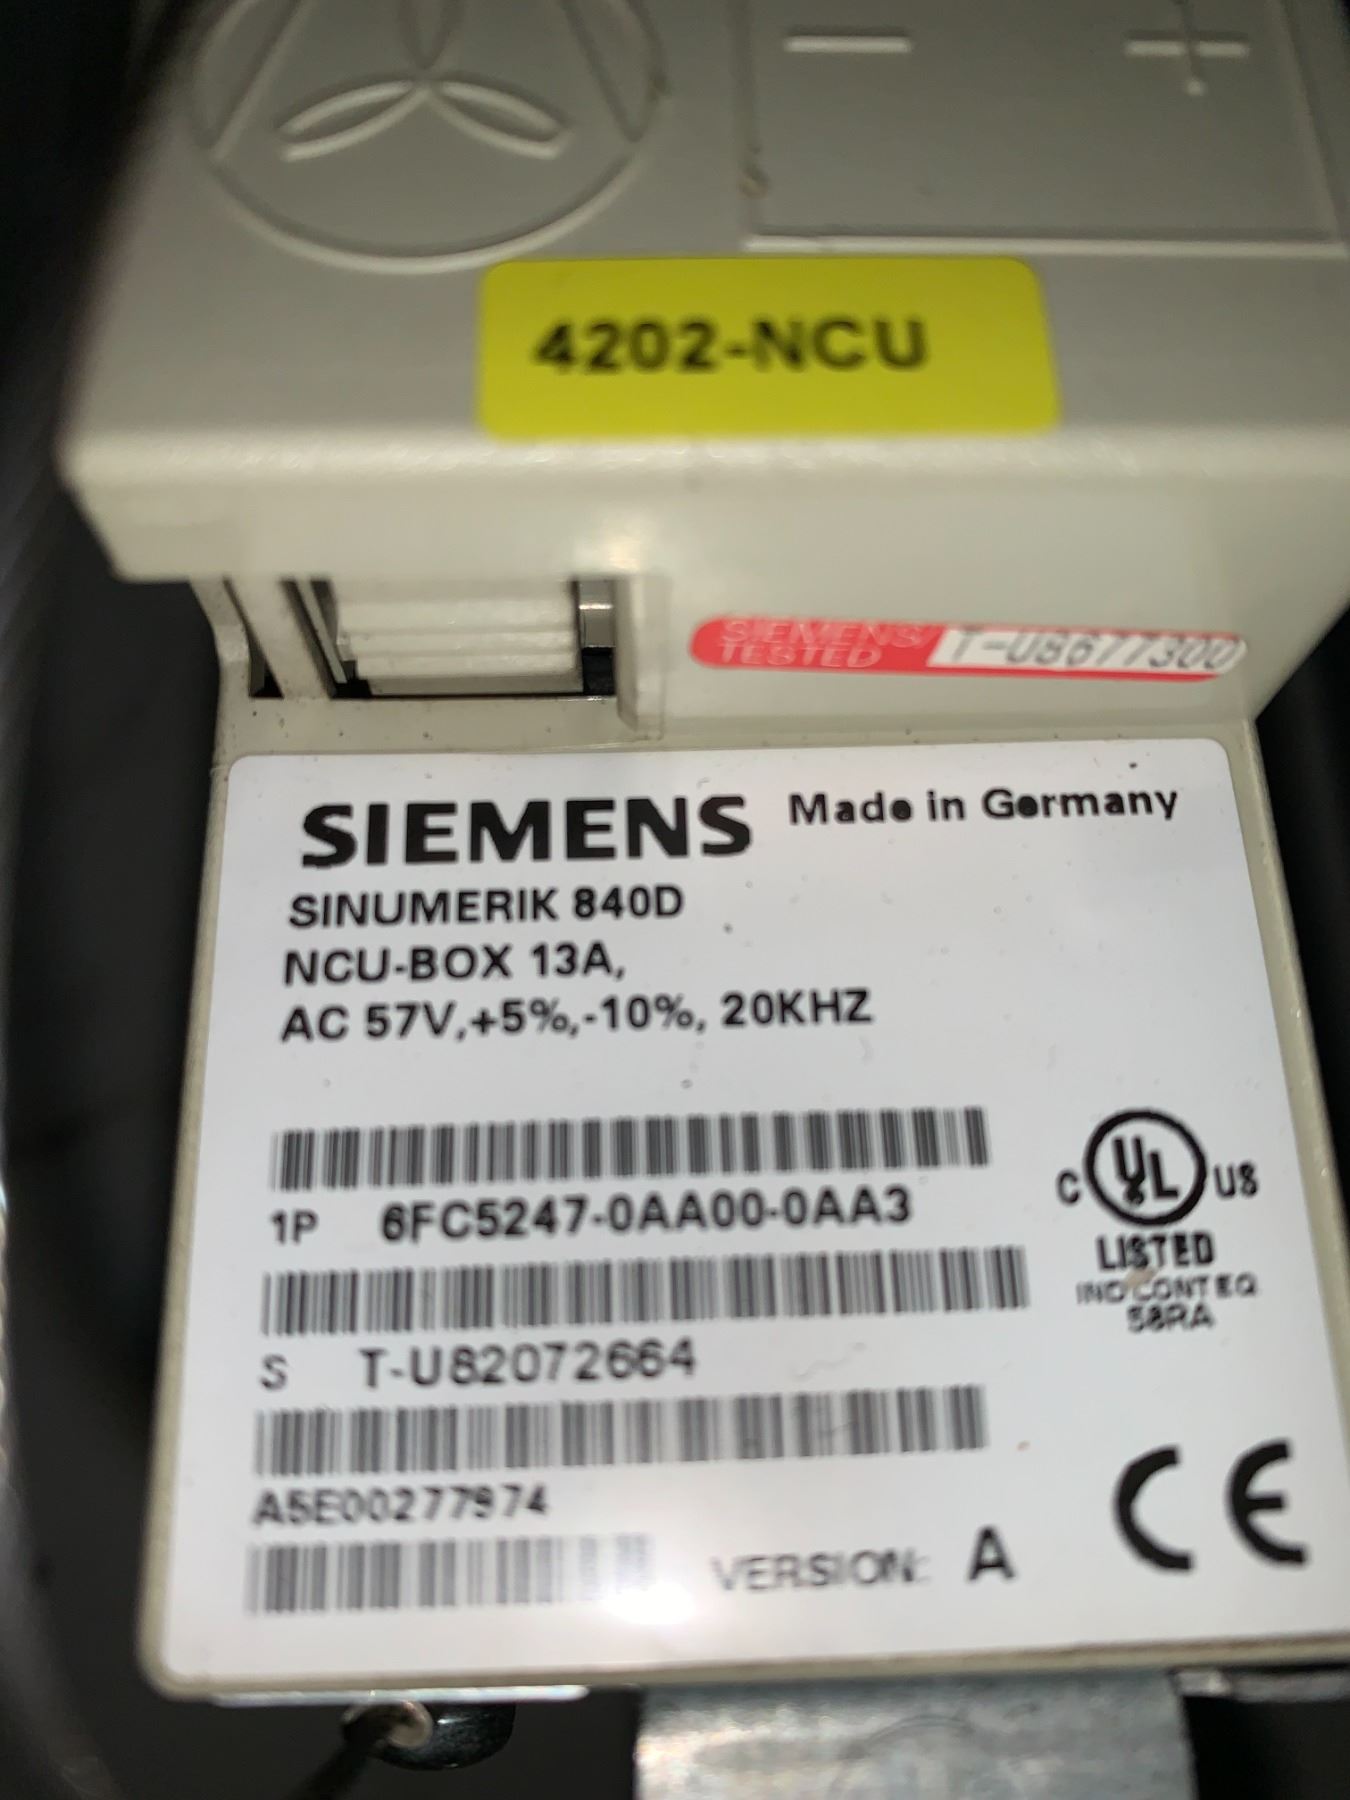 4202-NCU
SIEMENS/ T-U8677300
TESTED
SIEMENS Made in Germany
SINUMERIK 840D
NCU-BOX 13A,
AC 57V,+5%,-10%, 20KHZ
1P 6FC5247-0AA00-0AA3
C UL US
LISTED
IND CONT EQ
58RA
S T-U82072664
A5E00277974
VERSION: A
CE